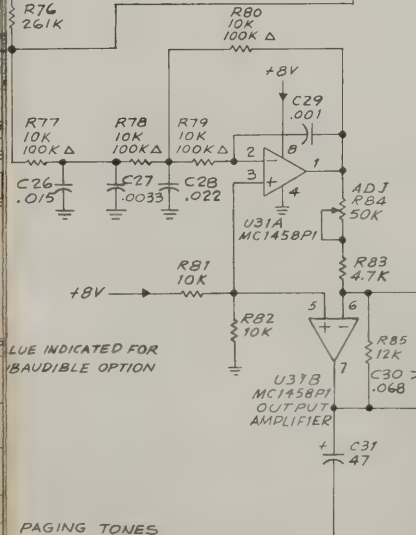 R76
261K
R80
10K
100K Δ
+8V
C29
.001
R77
10K
100K Δ
R78
10K
100K Δ
R79
10K
100K Δ
2
3
8
1
4
C26
.015
C27
.0033
C28
.022
U31A
MC1458P1
ADJ
R84
50K
R83
4.7K
+8V
R81
10K
R82
10K
5
6
7
R85
12K
C30
.068
LUE INDICATED FOR
BAUDIBLE OPTION
U31B
MC1458P1
OUTPUT
AMPLIFIER
+
C31
47
PAGING TONES